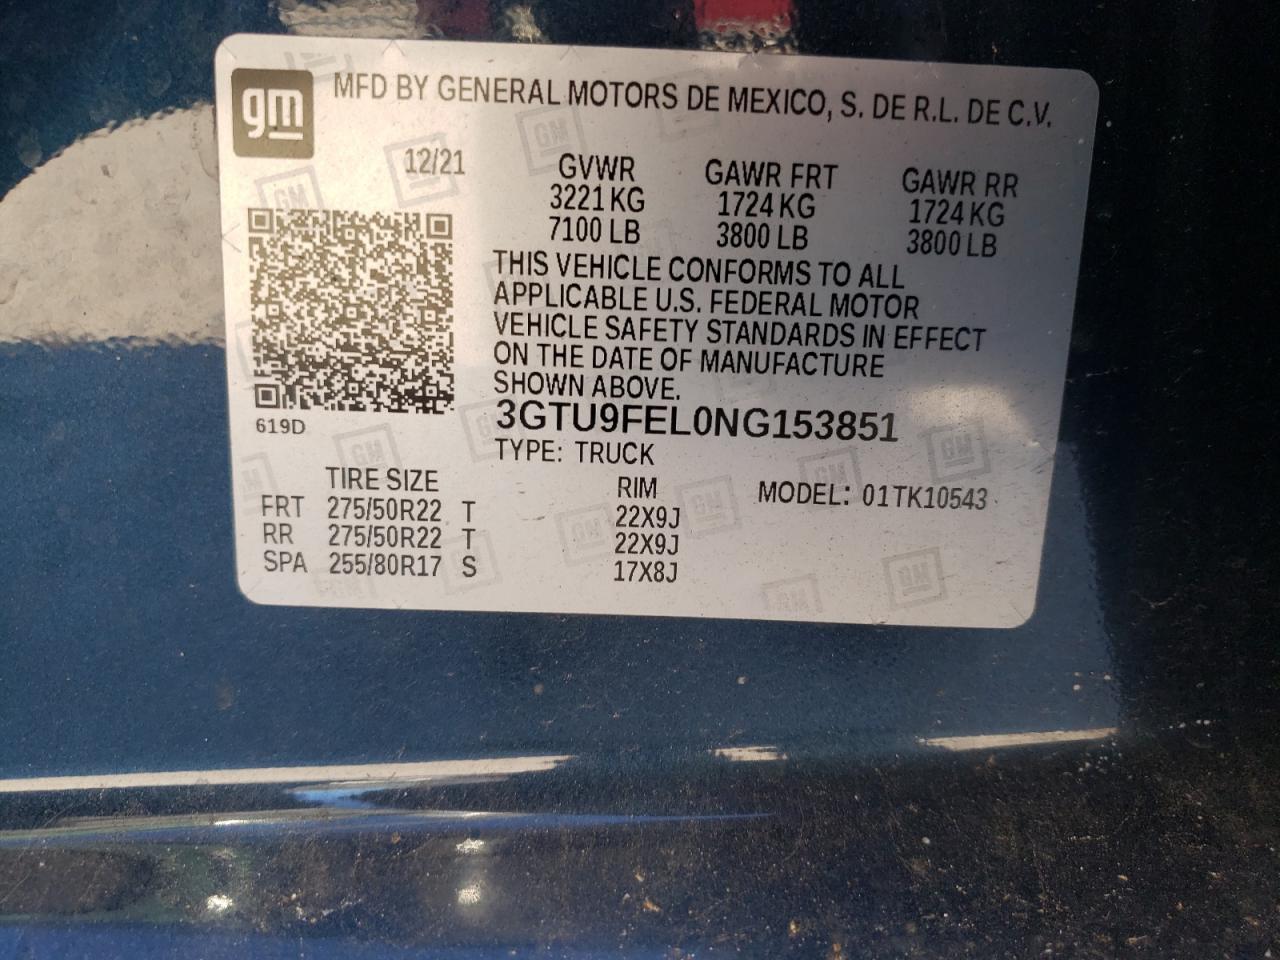 gm
MFD BY GENERAL MOTORS DE MEXICO, S. DE R.L. DE C.V.
12/21
GVWR GAWR FRT GAWR RR
3221 KG 1724 KG 1724 KG
7100 LB 3800 LB 3800 LB
THIS VEHICLE CONFORMS TO ALL
APPLICABLE U.S. FEDERAL MOTOR
VEHICLE SAFETY STANDARDS IN EFFECT
ON THE DATE OF MANUFACTURE
SHOWN ABOVE.
3GTU9FEL0NG153851
619D
TYPE: TRUCK
TIRE SIZE RIM MODEL: 01TK10543
FRT 275/50R22 T 22X9J
RR 275/50R22 T 22X9J
SPA 255/80R17 S 17X8J